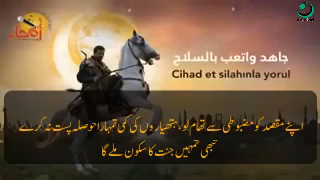 جاهد واتعب بالسلاح
Cihad et silahınla yorul
اپنے مقصد کو مضبوطی سے تھام لو، ہتھیاروں کی کمی تمہارا حوصلہ پست نہ کرے
تبھی تمہیں جنت کا سکون ملے گا